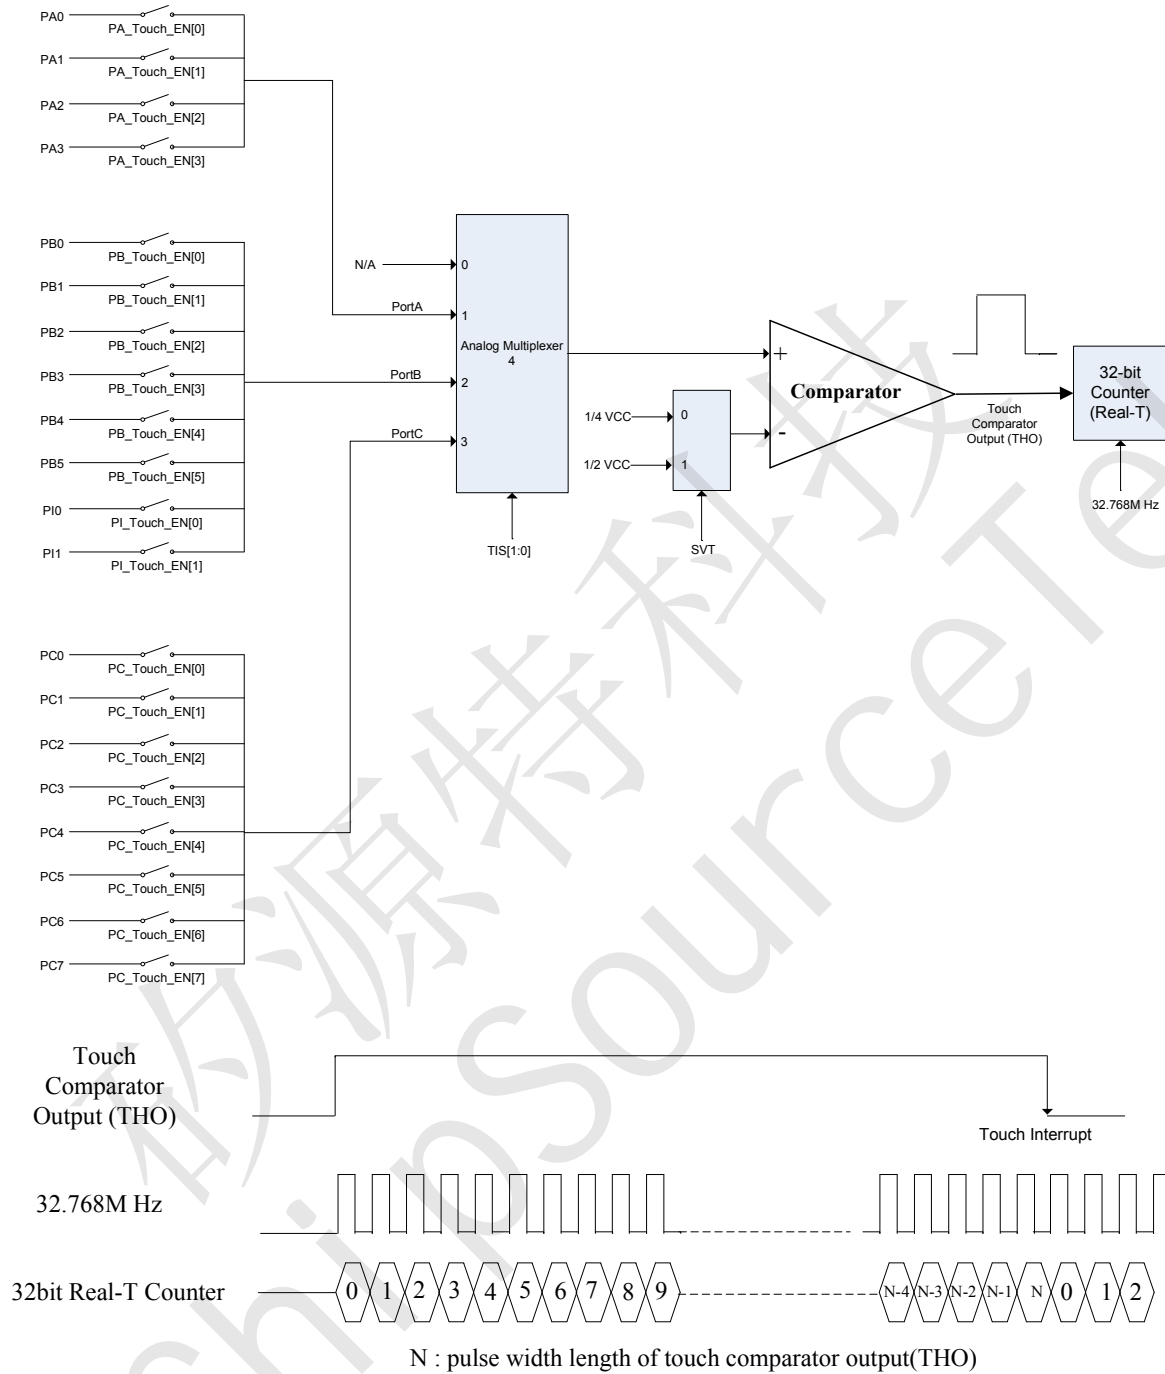 PA0
PA_Touch_EN[0]
PA1
PA_Touch_EN[1]
PA2
PA_Touch_EN[2]
PA3
PA_Touch_EN[3]
PB0
PB_Touch_EN[0]
PB1
PB_Touch_EN[1]
PB2
PB_Touch_EN[2]
PB3
PB_Touch_EN[3]
PB4
PB_Touch_EN[4]
PB5
PB_Touch_EN[5]
PI0
PI_Touch_EN[0]
PI1
PI_Touch_EN[1]
PC0
PC_Touch_EN[0]
PC1
PC_Touch_EN[1]
PC2
PC_Touch_EN[2]
PC3
PC_Touch_EN[3]
PC4
PC_Touch_EN[4]
PC5
PC_Touch_EN[5]
PC6
PC_Touch_EN[6]
PC7
PC_Touch_EN[7]
N/A
0
PortA
1
Analog Multiplexer
4
PortB
2
PortC
3
TIS[1:0]
1/4 VCC
0
1/2 VCC
1
SVT
+
Comparator
-
Touch
Comparator
Output (THO)
32-bit
Counter
(Real-T)
32.768M Hz
Touch
Comparator
Output (THO)
Touch Interrupt
32.768M Hz
32bit Real-T Counter
0 1 2 3 4 5 6 7 8 9 N-4 N-3 N-2 N-1 N 0 1 2
N : pulse width length of touch comparator output(THO)
矽源特科技
ChipSourceTe